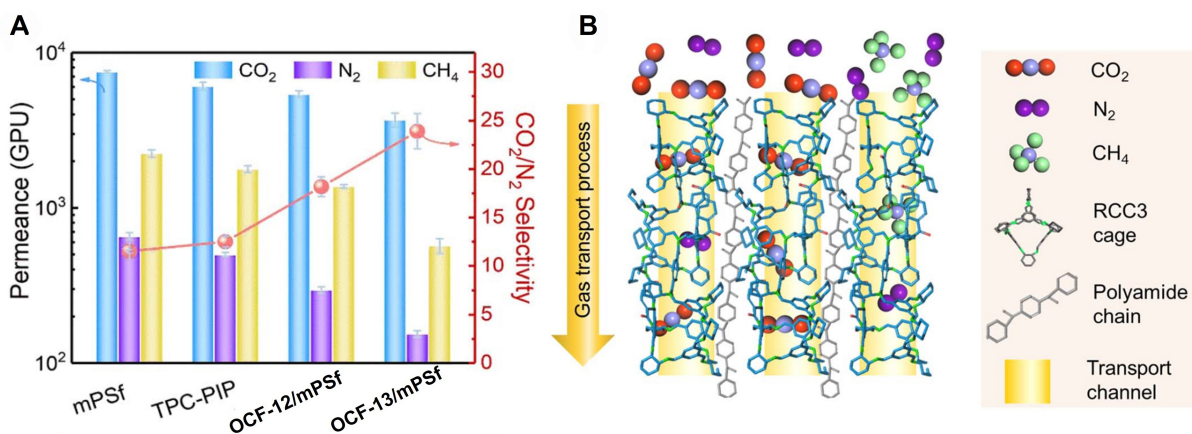 A
B
10⁴
10³
10²
Permeance (GPU)
CO₂
N₂
CH₄
30
25
20
15
10
5
0
CO₂/N₂ Selectivity
mPSf
TPC-PIP
OCF-12/mPSf
OCF-13/mPSf
Gas transport process
CO₂
N₂
CH₄
RCC3
cage
Polyamide
chain
Transport
channel